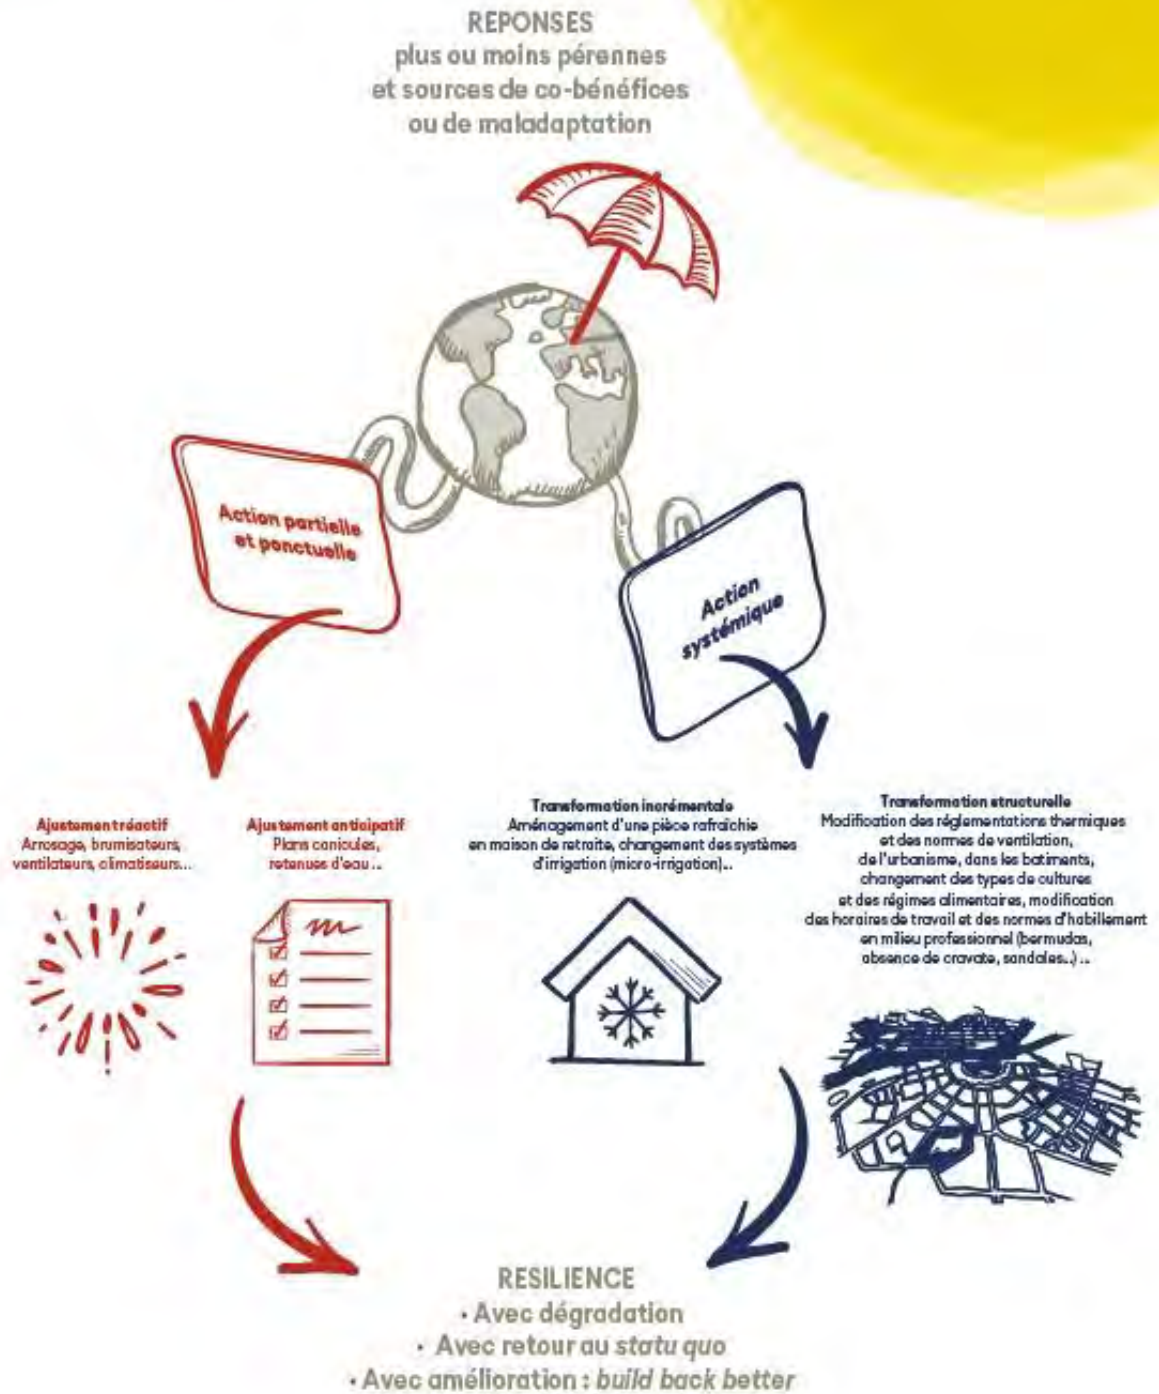 REPONSES
plus ou moins pérennes
et sources de co-bénéfices
ou de maladaptation
Action partielle
et ponctuelle
Action
systémique
Ajustement réactif
Arrosage, brumisateurs,
ventilateurs, climatiseurs...
Ajustement anticipatif
Plans canicules,
retenues d'eau...
Transformation incrémentale
Aménagement d'une pièce rafraîchie
en maison de retraite, changement des systèmes
d'irrigation (micro-irrigation)...
Transformation structurelle
Modification des réglementations thermiques
et des normes de ventilation,
de l'urbanisme, dans les batiments,
changement des types de cultures
et des régimes alimentaires, modification
des horaires de travail et des normes d'habillement
en milieu professionnel (bermudas,
absence de cravate, sandales...) ...
RESILIENCE
• Avec dégradation
• Avec retour au statu quo
• Avec amélioration : build back better